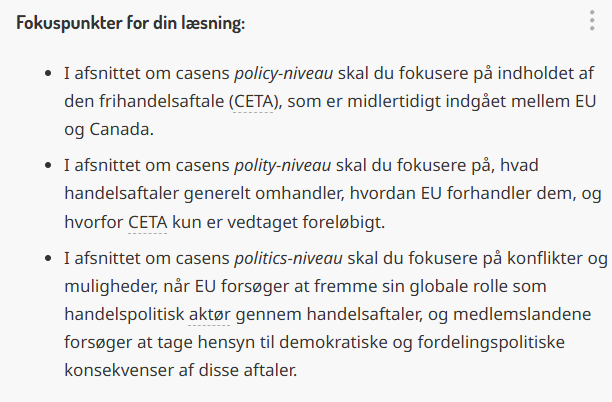 Fokuspunkter for din læsning:
• I afsnittet om casens policy-niveau skal du fokusere på indholdet af
den frihandelsaftale (CETA), som er midlertidigt indgået mellem EU
og Canada.
• I afsnittet om casens polity-niveau skal du fokusere på, hvad
handelsaftaler generelt omhandler, hvordan EU forhandler dem, og
hvorfor CETA kun er vedtaget foreløbigt.
• I afsnittet om casens politics-niveau skal du fokusere på konflikter og
muligheder, når EU forsøger at fremme sin globale rolle som
handelspolitisk aktør gennem handelsaftaler, og medlemslandene
forsøger at tage hensyn til demokratiske og fordelingspolitiske
konsekvenser af disse aftaler.